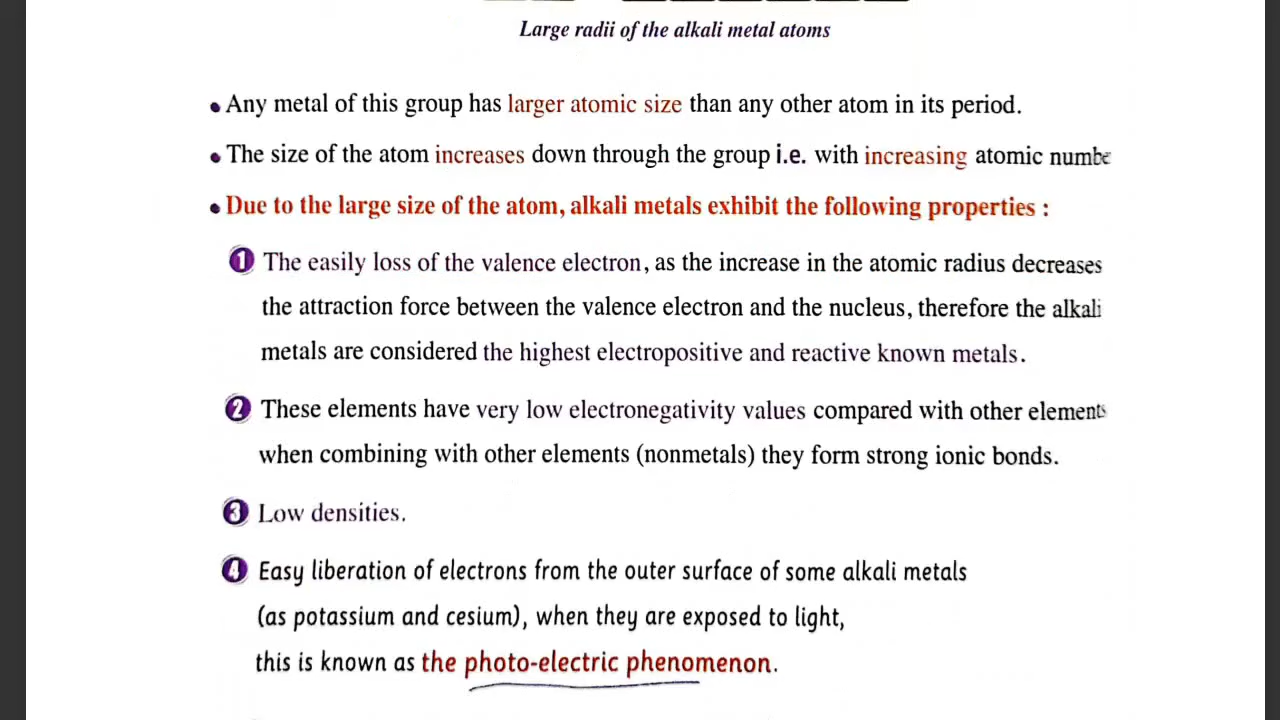 Large radii of the alkali metal atoms
• Any metal of this group has larger atomic size than any other atom in its period.
• The size of the atom increases down through the group i.e. with increasing atomic numbe
• Due to the large size of the atom, alkali metals exhibit the following properties :
1 The easily loss of the valence electron, as the increase in the atomic radius decreases
the attraction force between the valence electron and the nucleus, therefore the alkali
metals are considered the highest electropositive and reactive known metals.
2 These elements have very low electronegativity values compared with other elements
when combining with other elements (nonmetals) they form strong ionic bonds.
3 Low densities.
4 Easy liberation of electrons from the outer surface of some alkali metals
(as potassium and cesium), when they are exposed to light,
this is known as the photo-electric phenomenon.